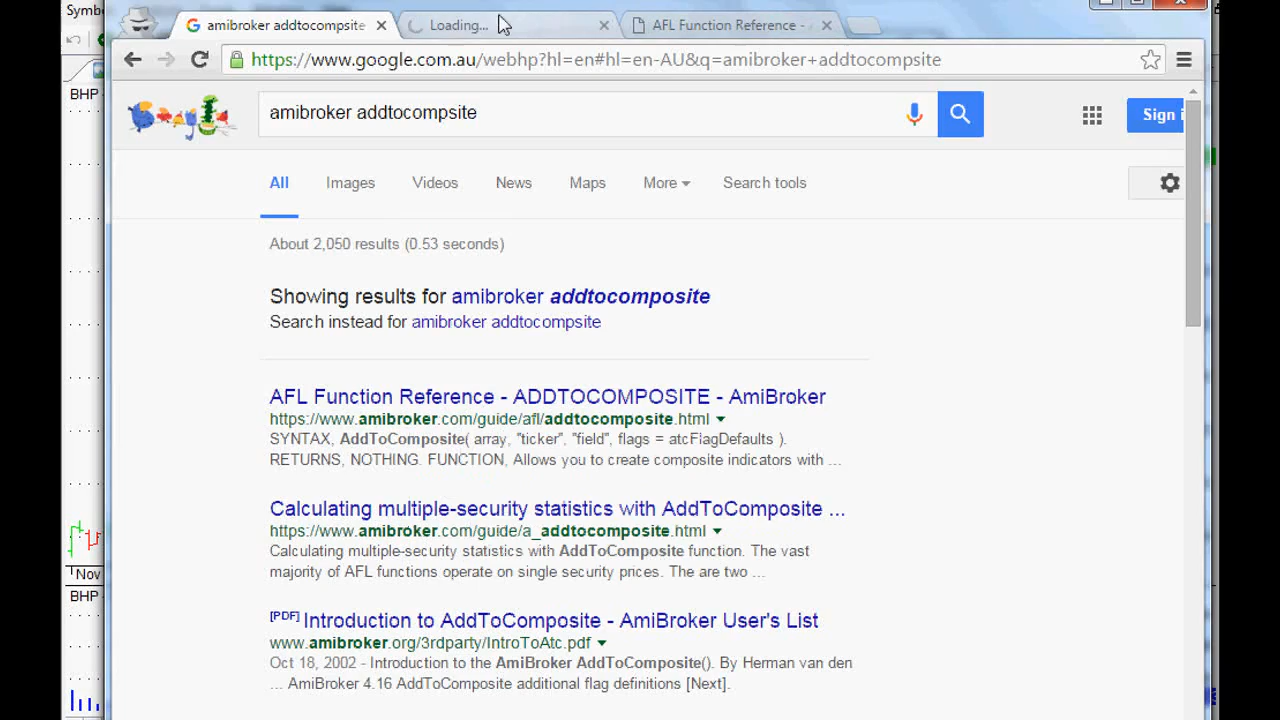 Symbo
amibroker addtocompsite
Loading...
AFL Function Reference -
https://www.google.com.au/webhp?hl=en#hl=en-AU&q=amibroker+addtocompsite
BHP -
amibroker addtocompsite
Sign i
All Images Videos News Maps More Search tools
About 2,050 results (0.53 seconds)
Showing results for amibroker addtocomposite
Search instead for amibroker addtocompsite
AFL Function Reference - ADDTOCOMPOSITE - AmiBroker
https://www.amibroker.com/guide/afl/addtocomposite.html
SYNTAX, AddToComposite( array, "ticker", "field", flags = atcFlagDefaults ).
RETURNS, NOTHING. FUNCTION, Allows you to create composite indicators with ...
Calculating multiple-security statistics with AddToComposite ...
https://www.amibroker.com/guide/a_addtocomposite.html
Calculating multiple-security statistics with AddToComposite function. The vast
majority of AFL functions operate on single security prices. The are two ...
Nov
BHP -
[PDF] Introduction to AddToComposite - AmiBroker User's List
www.amibroker.org/3rdparty/IntroToAtc.pdf
Oct 18, 2002 - Introduction to the AmiBroker AddToComposite(). By Herman van den
... AmiBroker 4.16 AddToComposite additional flag definitions [Next].